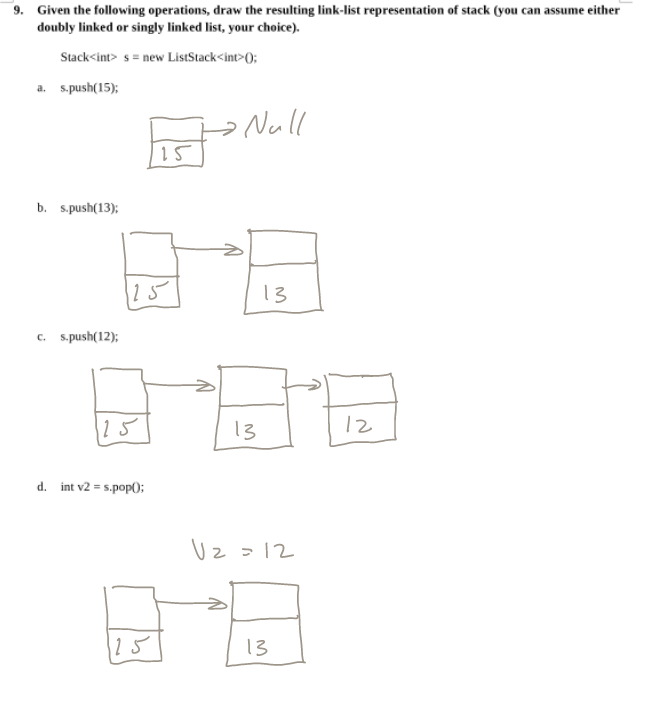 9. Given the following operations, draw the resulting link-list representation of stack (you can assume either
doubly linked or singly linked list, your choice).
Stack<int> s = new ListStack<int>();
a. s.push(15);
Null
15
b. s.push(13);
15 13
c. s.push(12);
15 13 12
d. int v2 = s.pop();
V2 = 12
15 13